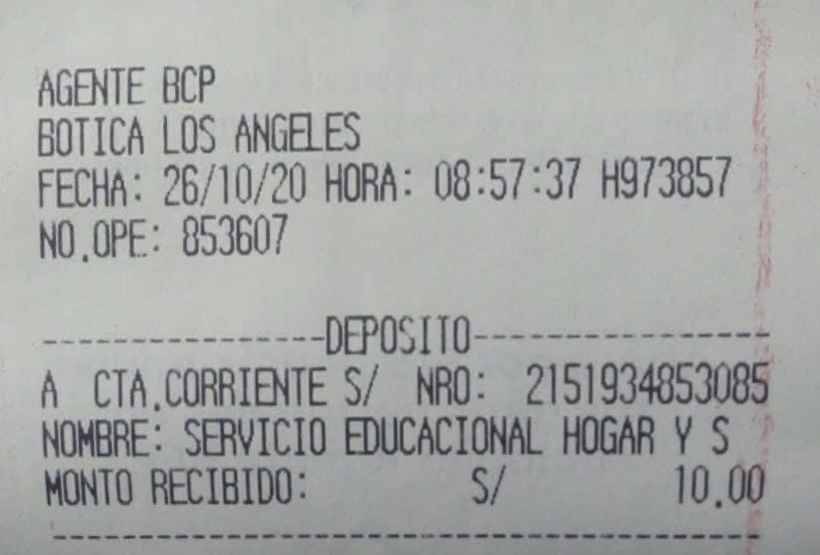 AGENTE BCP
BOTICA LOS ANGELES
FECHA: 26/10/20 HORA: 08:57:37 H973857
NO.OPE: 853607
---------------DEPOSITO---------------
A CTA.CORRIENTE S/ NRO: 2151934853085
NOMBRE: SERVICIO EDUCACIONAL HOGAR Y S
MONTO RECIBIDO: S/ 10.00
--------------------------------------